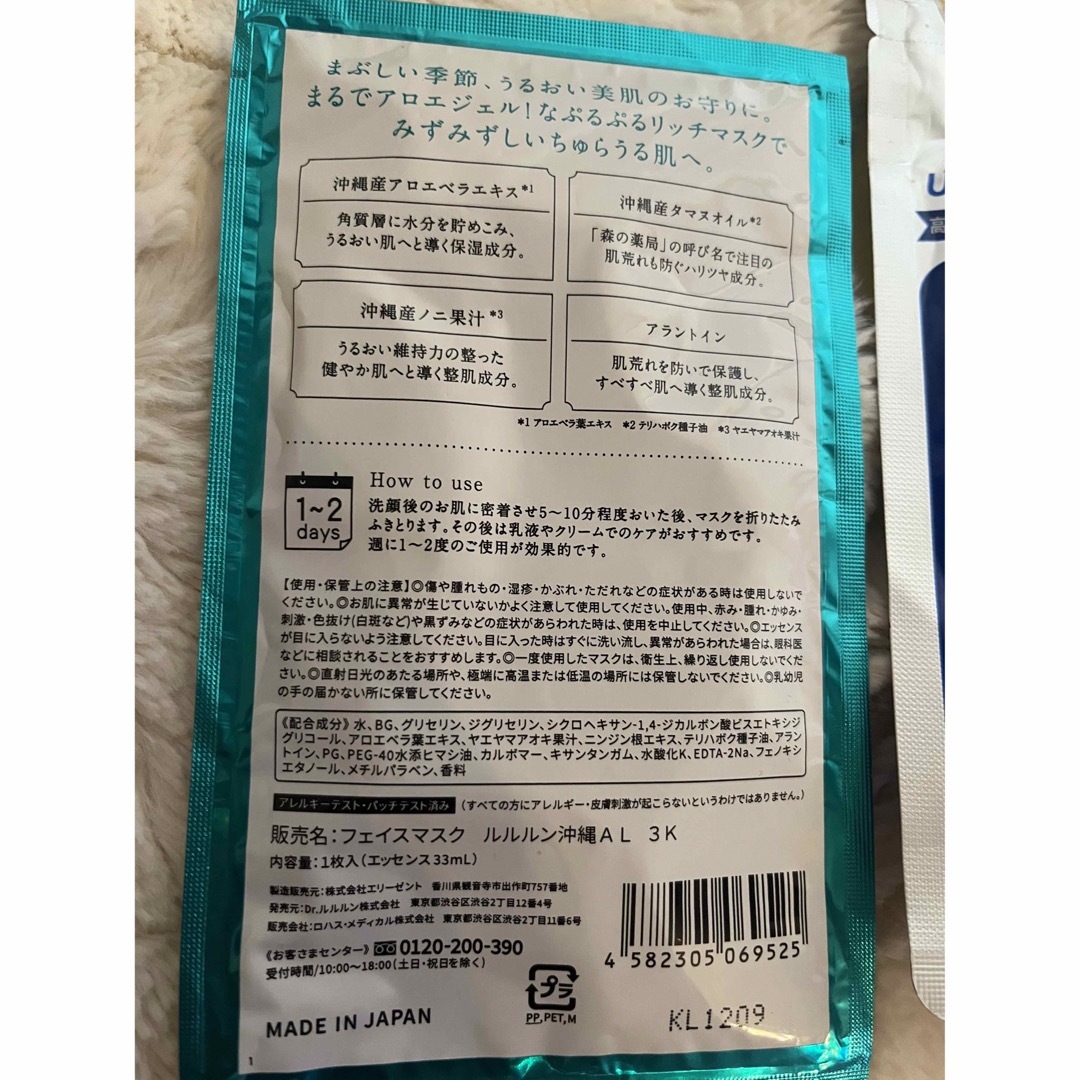 まぶしい季節、うるおい美肌のお守りに。
まるでアロエジェル!なぷるぷるリッチマスクで
みずみずしいちゅらうる肌へ。
沖縄産アロエベラエキス*1
角質層に水分を貯めこみ、
うるおい肌へと導く保湿成分。
沖縄産タマヌオイル*2
「森の薬局」の呼び名で注目の
肌荒れも防ぐハリツヤ成分。
沖縄産ノニ果汁*3
うるおい維持力の整った
健やか肌へと導く整肌成分。
アラントイン
肌荒れを防いで保護し、
すべすべ肌へ導く整肌成分。
*1 アロエベラ葉エキス *2 テリハボク種子油 *3 ヤエヤマアオキ果汁
1~2
days
How to use
洗顔後のお肌に密着させ5~10分程度おいた後、マスクを折りたたみ
ふきとります。その後は乳液やクリームでのケアがおすすめです。
週に1~2度のご使用が効果的です。
【使用・保管上の注意】◎傷や腫れもの・湿疹・かぶれ・ただれなどの症状がある時は使用しないで
ください。◎お肌に異常が生じていないかよく注意して使用してください。使用中、赤み・腫れ・かゆみ・
刺激・色抜け(白斑など)や黒ずみなどの症状があらわれた時は、使用を中止してください。◎エッセンス
が目に入らないよう注意してください。目に入った時はすぐに洗い流し、異常があらわれた場合は、眼科医
などに相談されることをおすすめします。◎一度使用したマスクは、衛生上、繰り返し使用しないでくだ
さい。◎直射日光のあたる場所や、極端に高温または低温の場所には保管しないでください。◎乳幼児
の手の届かない所に保管してください。
《配合成分》水、BG、グリセリン、ジグリセリン、シクロヘキサン-1,4-ジカルボン酸ビスエトキシジ
グリコール、アロエベラ葉エキス、ヤエヤマアオキ果汁、ニンジン根エキス、テリハボク種子油、アラン
トイン、PG、PEG-40水添ヒマシ油、カルボマー、キサンタンガム、水酸化K、EDTA-2Na、フェノキシ
エタノール、メチルパラベン、香料
アレルギーテスト・パッチテスト済み (すべての方にアレルギー・皮膚刺激が起こらないというわけではありません。)
販売名:フェイスマスク ルルルン沖縄AL 3K
内容量:1枚入(エッセンス33mL)
製造販売元:株式会社エリーゼント 香川県観音寺市出作町757番地
発売元:Dr.ルルルン株式会社 東京都渋谷区渋谷2丁目12番4号
販売会社:ロハス・メディカル株式会社 東京都渋谷区渋谷2丁目11番6号
《お客さまセンター》0120-200-390
受付時間/10:00~18:00(土日・祝日を除く)
4 582305 069525
プラ
PP,PET,M
MADE IN JAPAN
KL1209
1
U
高